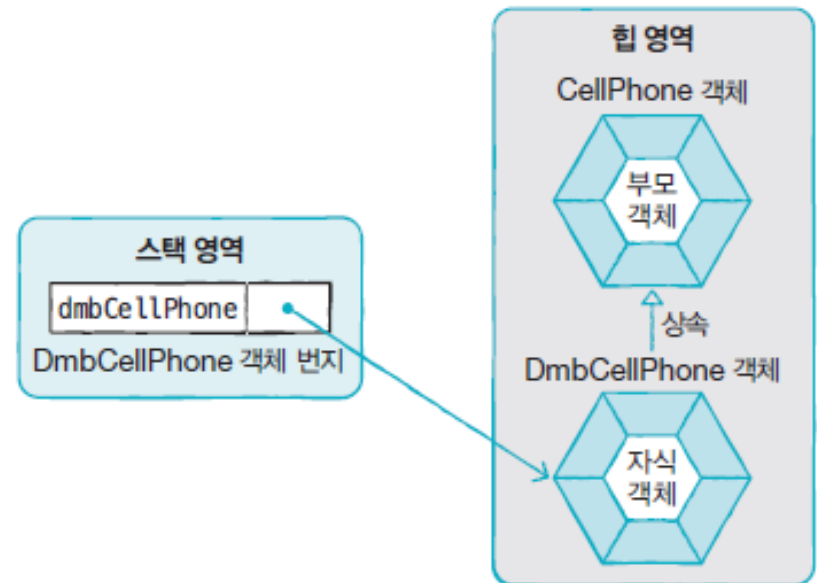 스택 영역
dmbCellPhone
DmbCellPhone 객체 번지
힙 영역
CellPhone 객체
부모
객체
상속
DmbCellPhone 객체
자식
객체